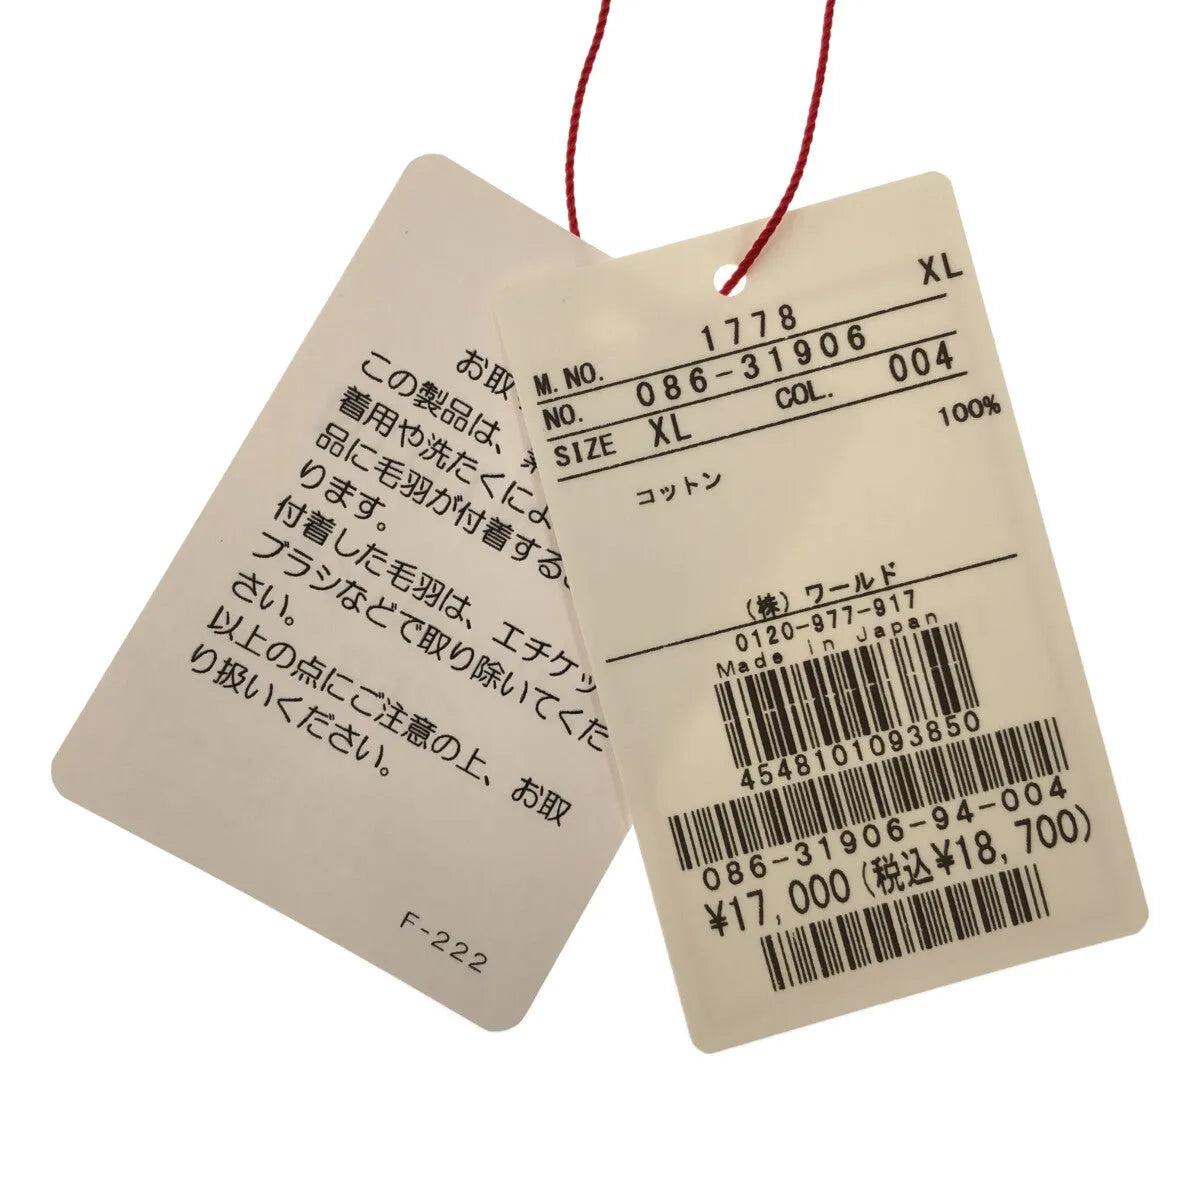 お取
この製品は、
着用や洗たくによ
品に毛羽が付着する
ります。
付着した毛羽は、エチケッ
ブラシなどで取り除いてくだ
さい。
以上の点にご注意の上、お取
り扱いください。
F-222
XL
M. NO. 1778
NO. 086-31906
SIZE XL COL. 004
100%
コットン
(株) ワールド
0120-977-917
Made in Japan
4548101093850
086-31906-94-004
¥17,000(税込¥18,700)